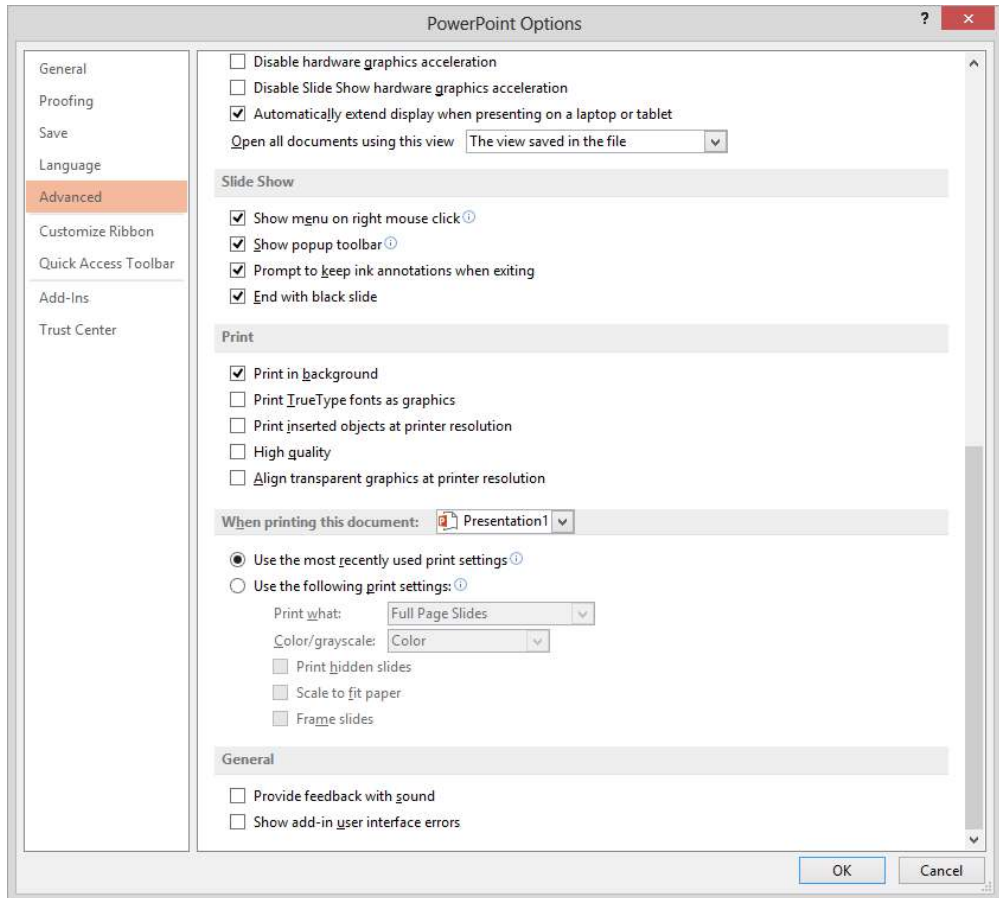 PowerPoint Options
?
General
Proofing
Save
Language
Advanced
Customize Ribbon
Quick Access Toolbar
Add-Ins
Trust Center
Disable hardware graphics acceleration
Disable Slide Show hardware graphics acceleration
Automatically extend display when presenting on a laptop or tablet
Open all documents using this view The view saved in the file
Slide Show
Show menu on right mouse click
Show popup toolbar
Prompt to keep ink annotations when exiting
End with black slide
Print
Print in background
Print TrueType fonts as graphics
Print inserted objects at printer resolution
High quality
Align transparent graphics at printer resolution
When printing this document: Presentation1
Use the most recently used print settings
Use the following print settings:
Print what: Full Page Slides
Color/grayscale: Color
Print hidden slides
Scale to fit paper
Frame slides
General
Provide feedback with sound
Show add-in user interface errors
OK Cancel